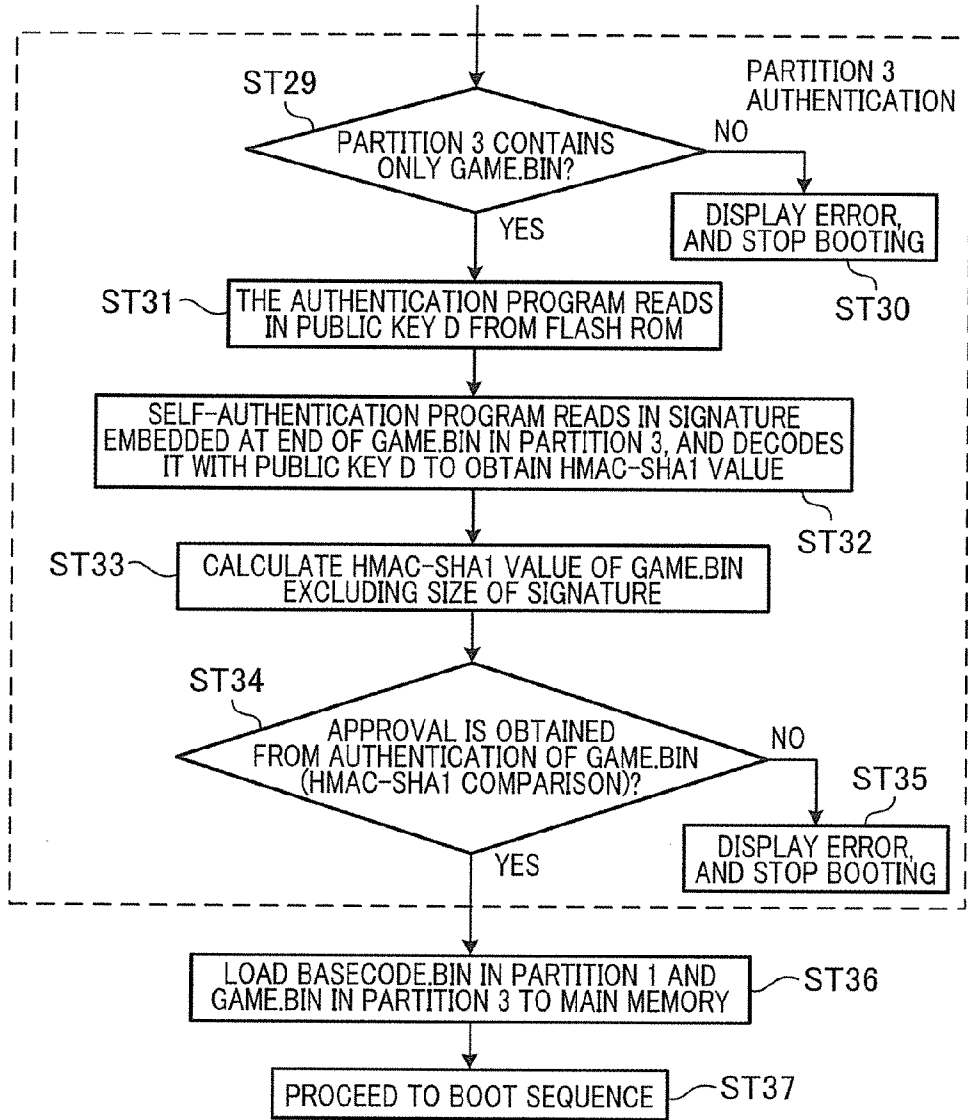 PARTITION 3
AUTHENTICATION
ST29
PARTITION 3 CONTAINS
ONLY GAME.BIN?
NO
YES
DISPLAY ERROR,
AND STOP BOOTING
ST30
ST31
THE AUTHENTICATION PROGRAM READS
IN PUBLIC KEY D FROM FLASH ROM
SELF-AUTHENTICATION PROGRAM READS IN SIGNATURE
EMBEDDED AT END OF GAME.BIN IN PARTITION 3, AND DECODES
IT WITH PUBLIC KEY D TO OBTAIN HMAC-SHA1 VALUE
ST32
ST33
CALCULATE HMAC-SHA1 VALUE OF GAME.BIN
EXCLUDING SIZE OF SIGNATURE
ST34
APPROVAL IS OBTAINED
FROM AUTHENTICATION OF GAME.BIN
(HMAC-SHA1 COMPARISON)?
NO
YES
ST35
DISPLAY ERROR,
AND STOP BOOTING
LOAD BASECODE.BIN IN PARTITION 1 AND
GAME.BIN IN PARTITION 3 TO MAIN MEMORY
ST36
PROCEED TO BOOT SEQUENCE
ST37